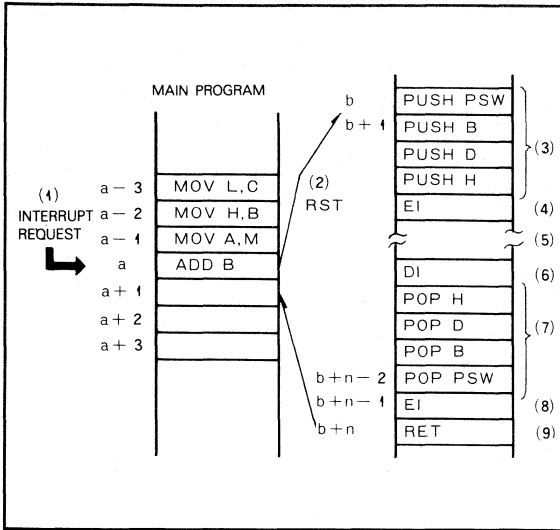 MAIN PROGRAM
(1)
INTERRUPT
REQUEST
a-3 MOV L,C
a-2 MOV H,B
a-1 MOV A,M
a ADD B
a+1
a+2
a+3
(2)
RST
b PUSH PSW
b+1 PUSH B
PUSH D
PUSH H
(3)
EI (4)
(5)
DI (6)
POP H
POP D
POP B
b+n-2 POP PSW
(7)
b+n-1 EI (8)
b+n RET (9)